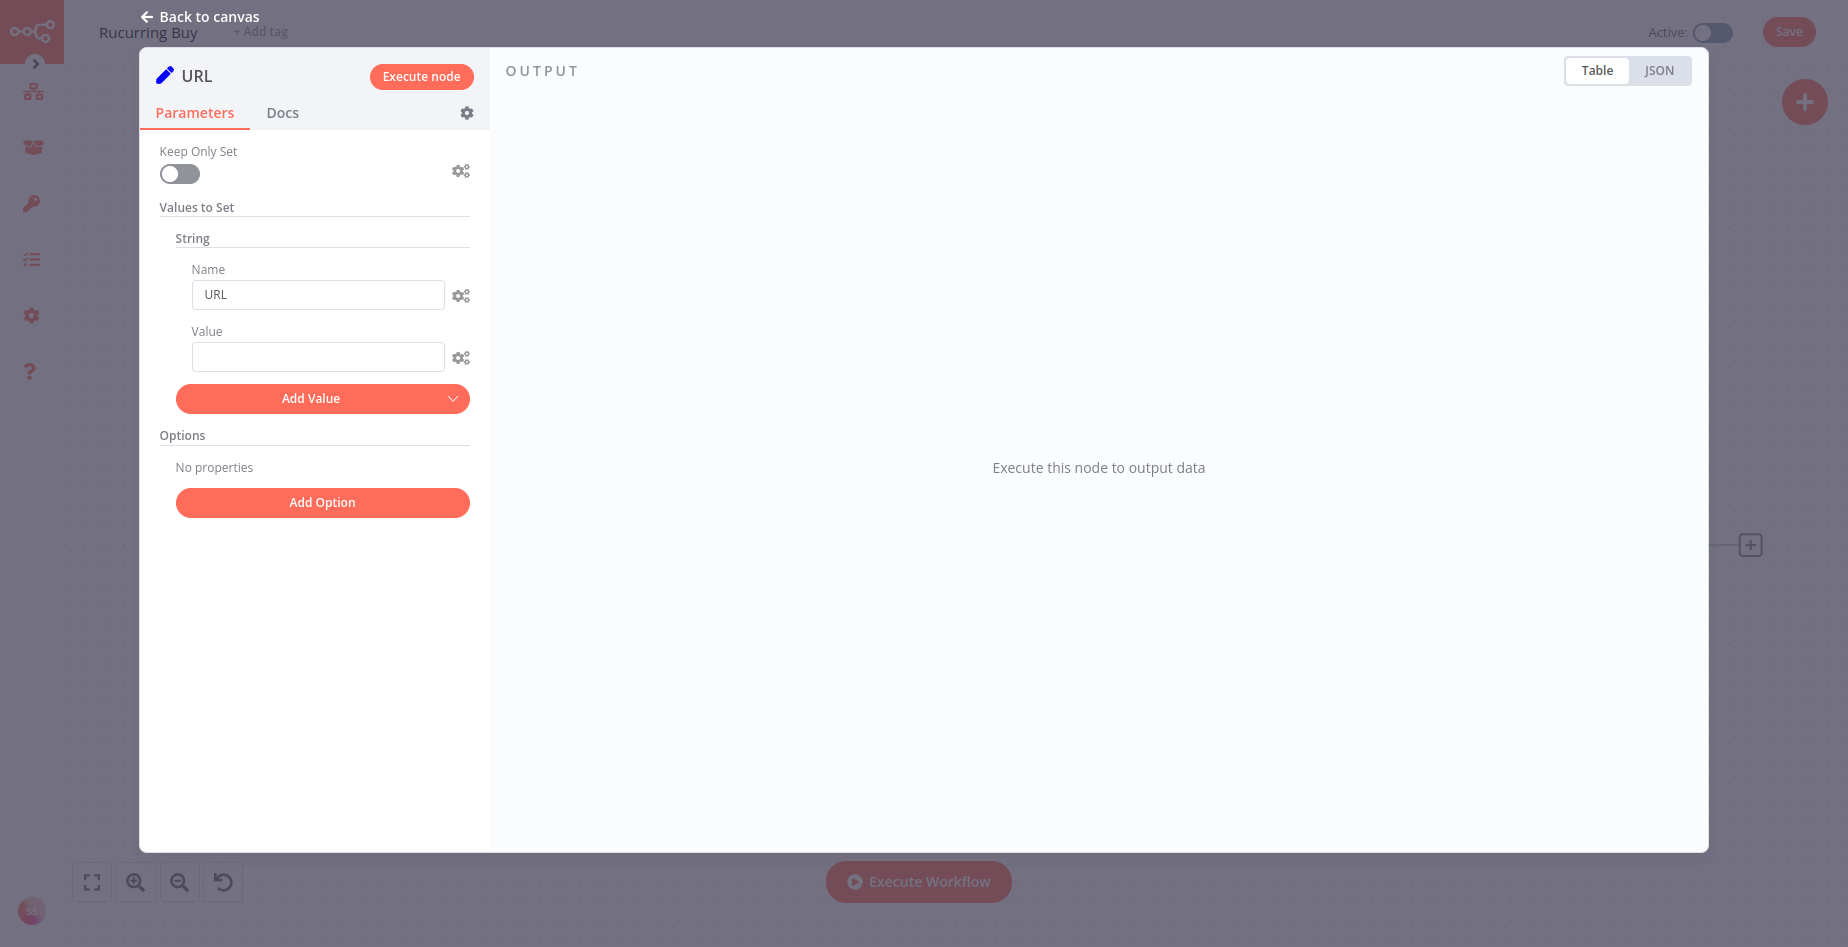 Back to canvas
Rucurring Buy + Add tag Active: Save
URL Execute node
OUTPUT Table JSON
Parameters Docs
Keep Only Set
Values to Set
String
Name
URL
Value
Add Value
Options
No properties
Execute this node to output data
Add Option
Execute Workflow
SS